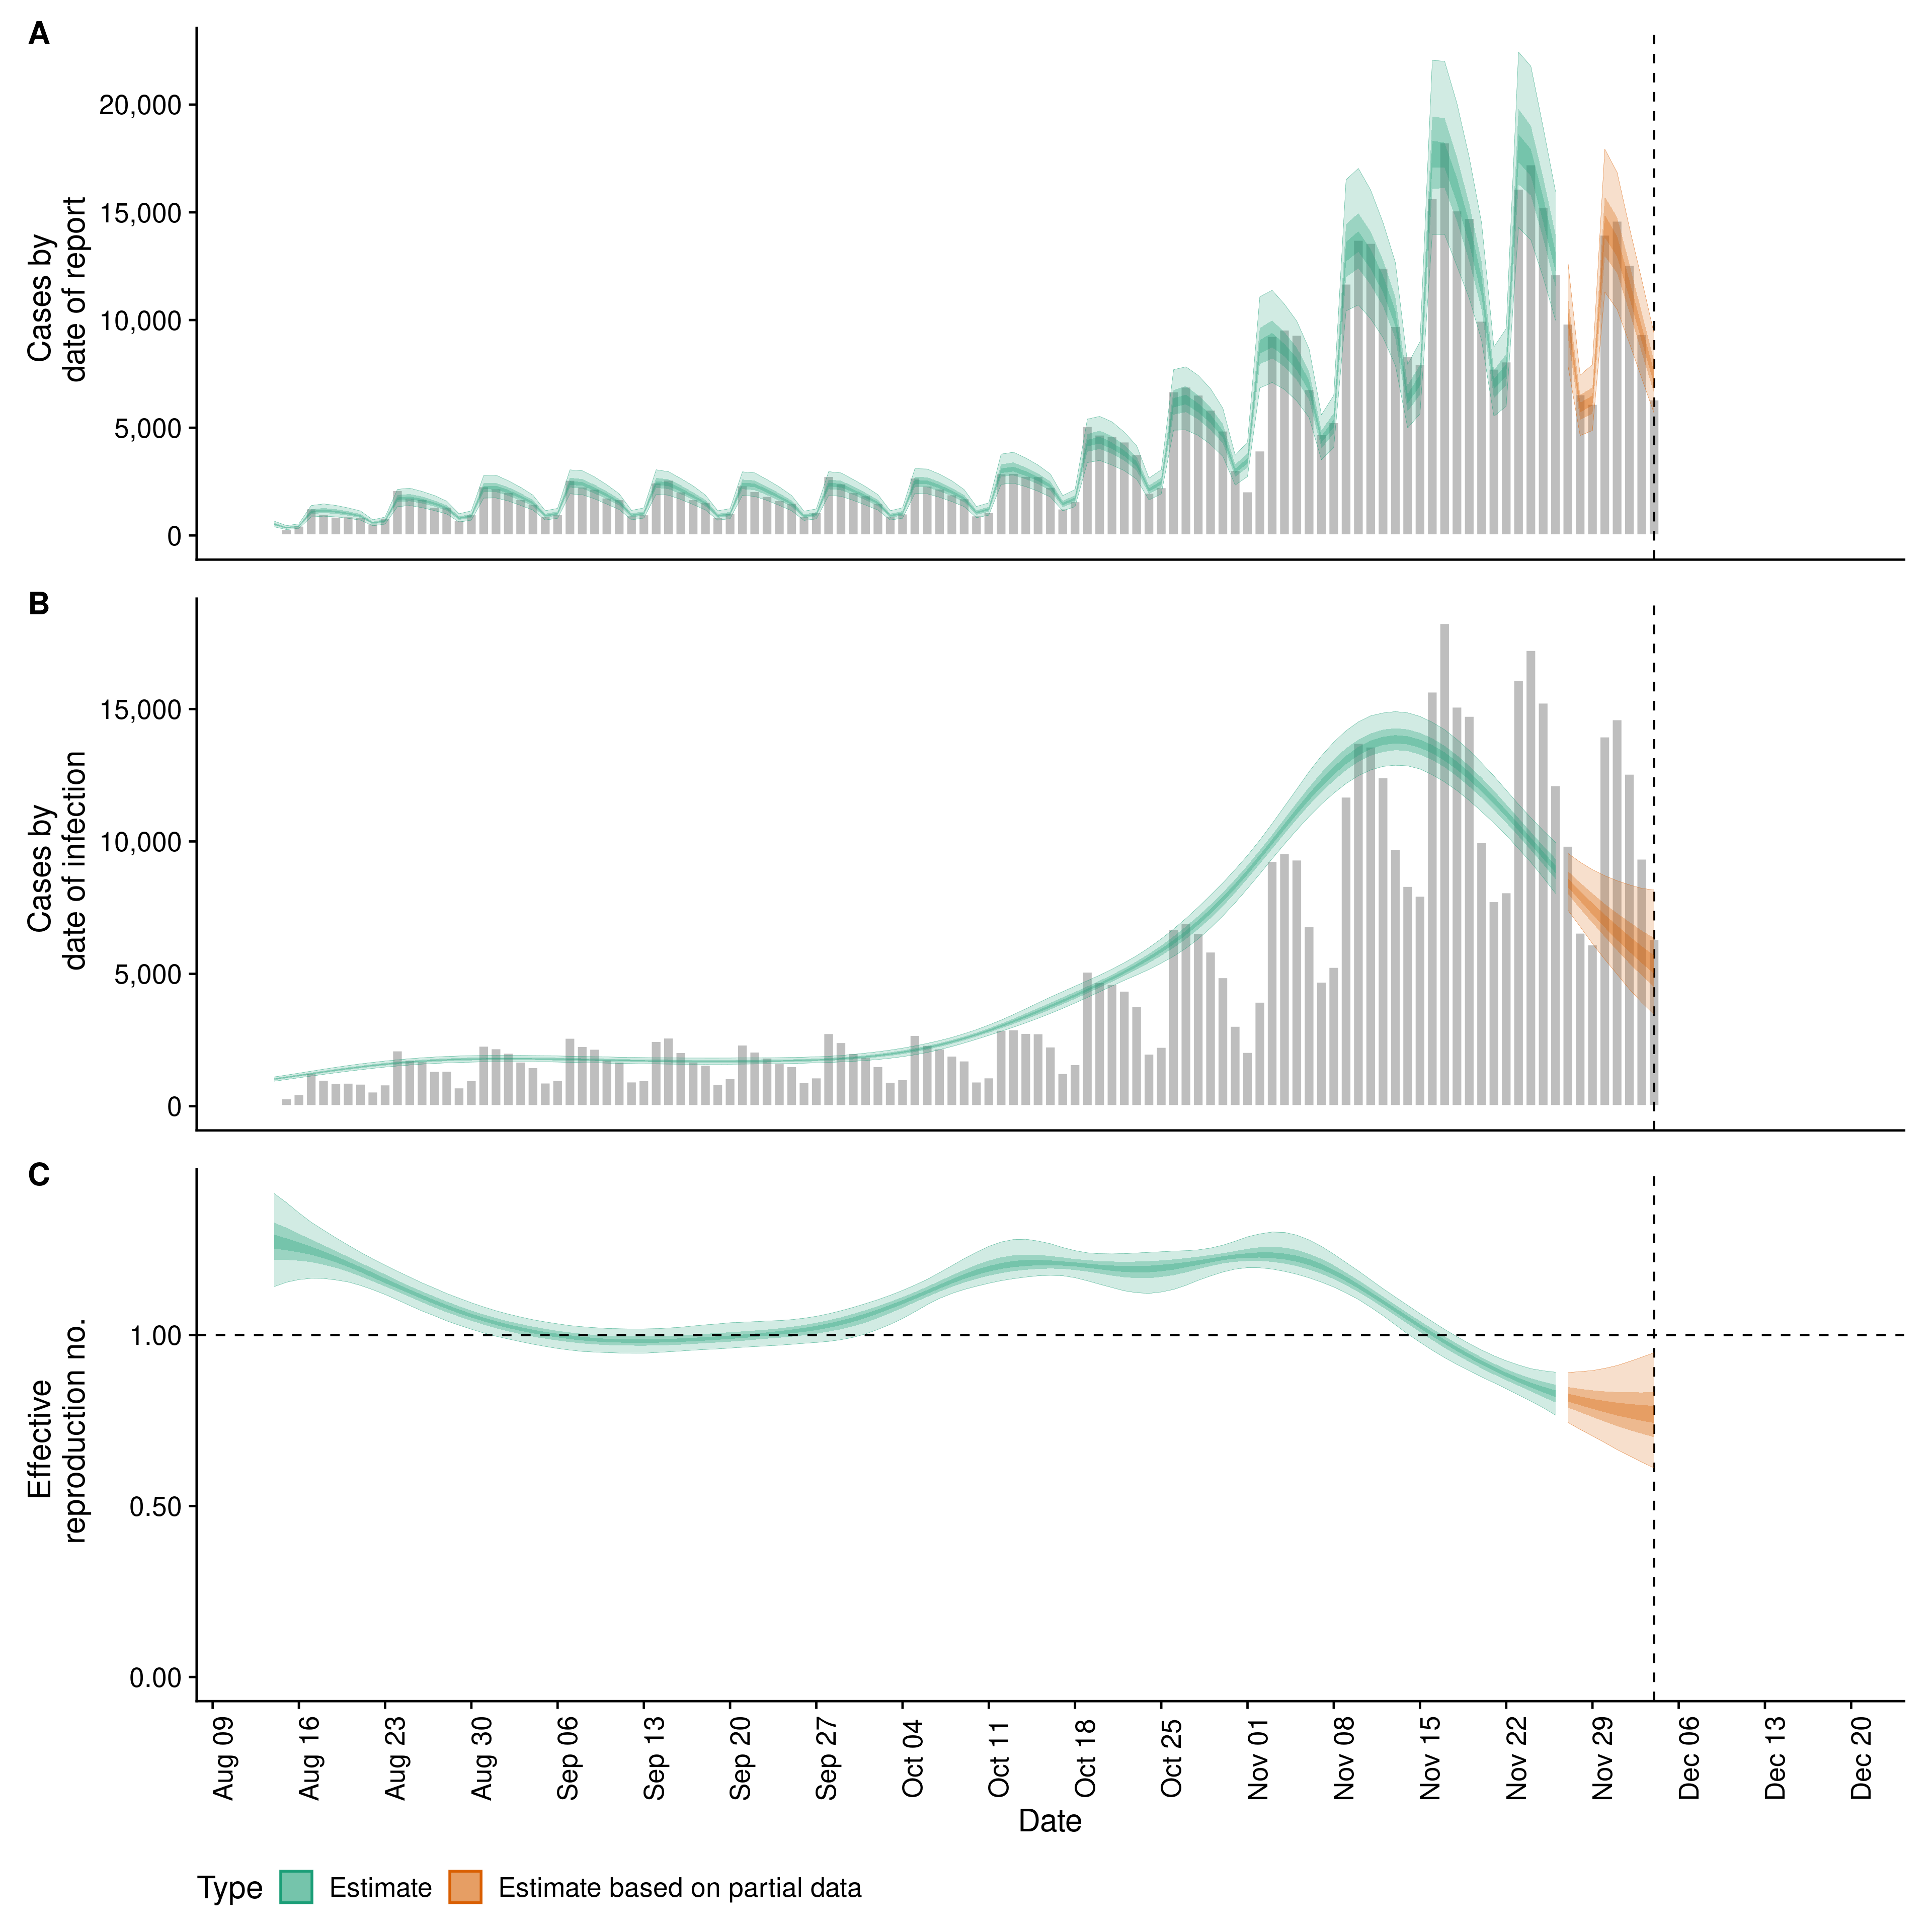 A
Cases by
date of report
20,000
15,000
10,000
5,000
0
B
Cases by
date of infection
15,000
10,000
5,000
0
C
Effective
reproduction no.
1.00
0.50
0.00
Aug 09
Aug 16
Aug 23
Aug 30
Sep 06
Sep 13
Sep 20
Sep 27
Oct 04
Oct 11
Oct 18
Oct 25
Nov 01
Nov 08
Nov 15
Nov 22
Nov 29
Dec 06
Dec 13
Dec 20
Date
Type Estimate Estimate based on partial data